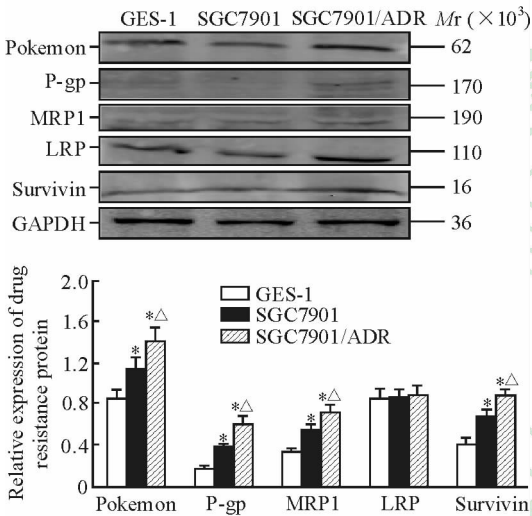 GES-1 SGC7901 SGC7901/ADR Mr (×10³)
Pokemon 62
P-gp 170
MRP1 190
LRP 110
Survivin 16
GAPDH 36
Relative expression of drug
resistance protein
2.0
1.6
1.2
0.8
0.4
0
GES-1
SGC7901
SGC7901/ADR
* *△
* *△
* *△
* *△
Pokemon P-gp MRP1 LRP Survivin